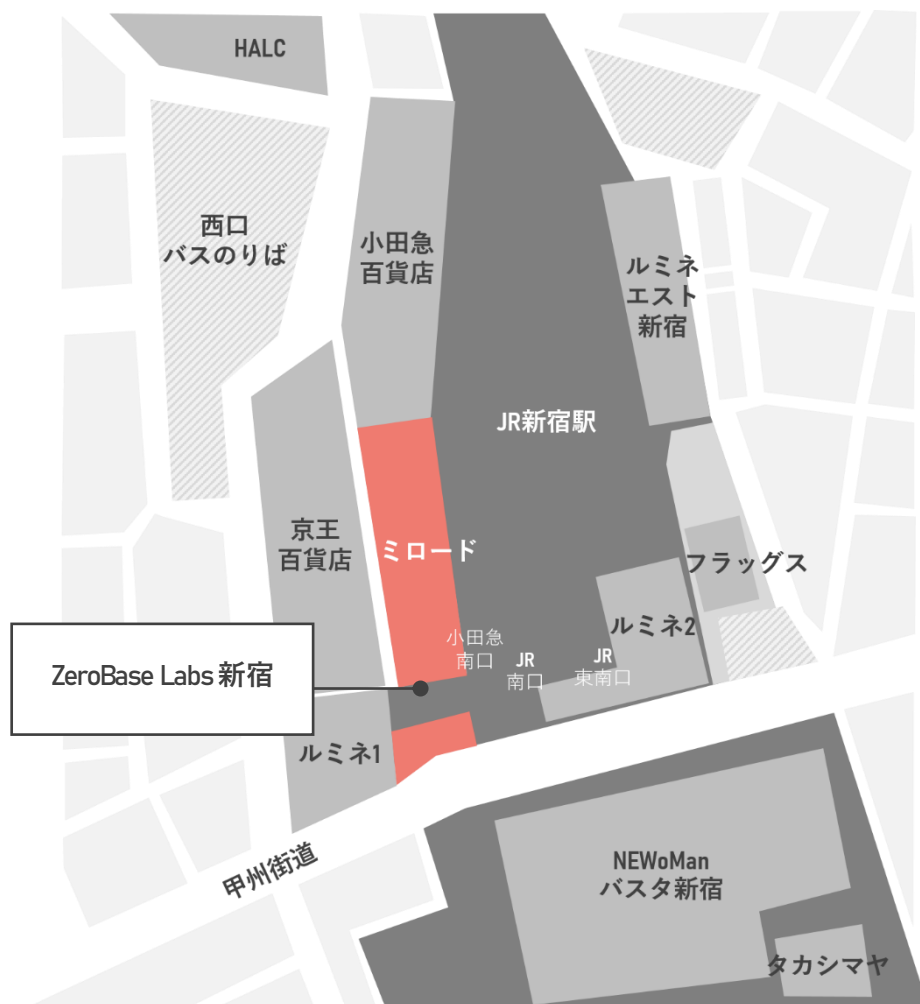 HALC
西口
バスのりば
小田急
百貨店
ルミネ
エスト
新宿
JR新宿駅
京王
百貨店
ミロード
フラッグス
ルミネ2
小田急
南口
JR
南口
JR
東南口
ZeroBase Labs 新宿
ルミネ1
甲州街道
NEWoMan
バスタ新宿
タカシマヤ